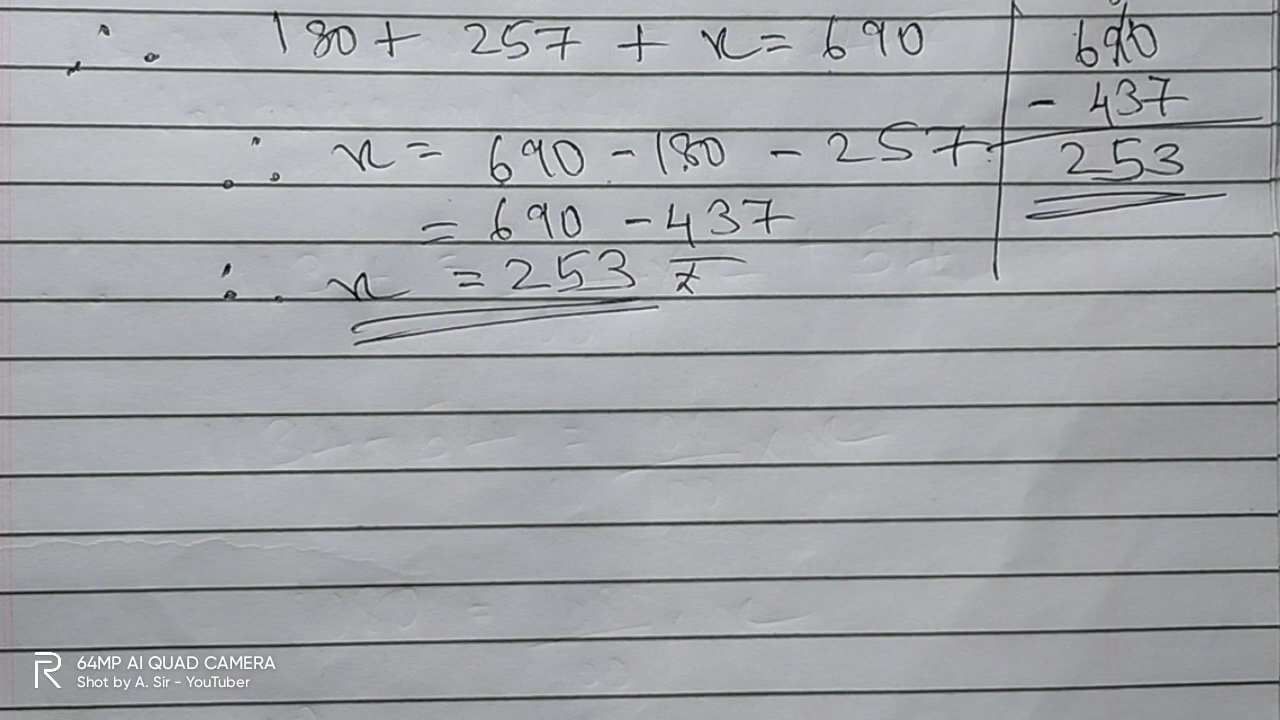 ∴ 180 + 257 + x = 690
∴ x = 690 - 180 - 257
= 690 - 437
∴ x = 253
690
- 437
253
64MP AI QUAD CAMERA
Shot by A. Sir - YouTuber